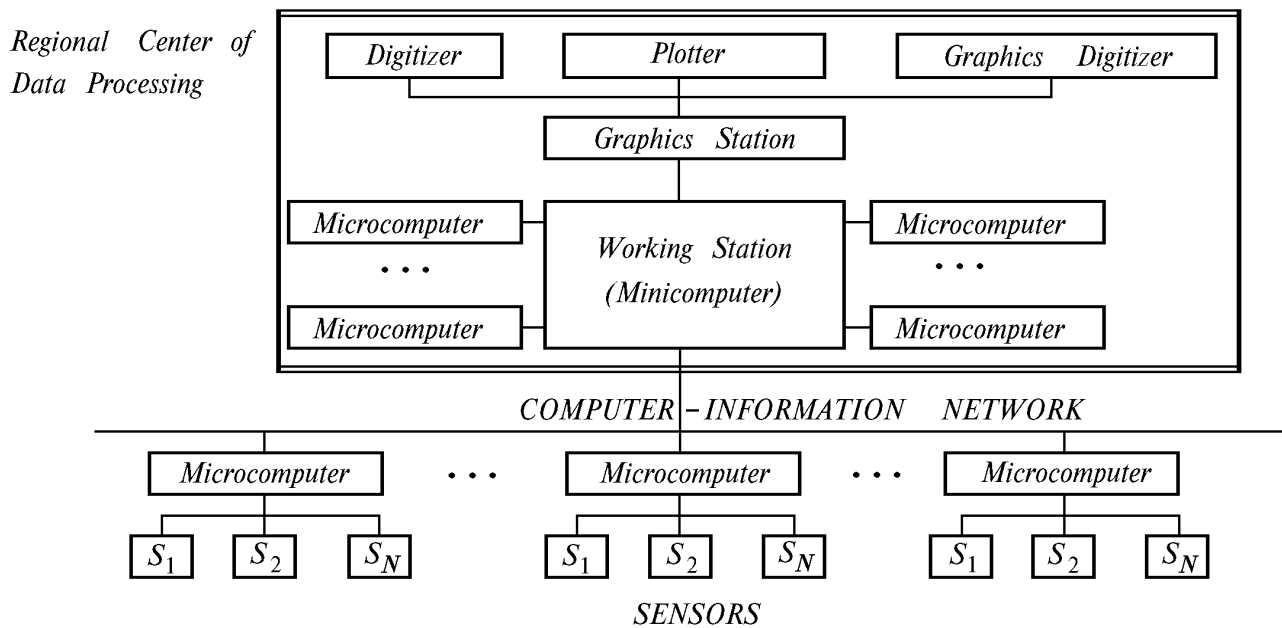 Regional Center of
Data Processing
Digitizer
Plotter
Graphics Digitizer
Graphics Station
Microcomputer
Working Station
(Minicomputer)
Microcomputer
...
...
Microcomputer
Microcomputer
COMPUTER-INFORMATION NETWORK
Microcomputer
...
Microcomputer
...
Microcomputer
S1
S2
SN
S1
S2
SN
S1
S2
SN
SENSORS